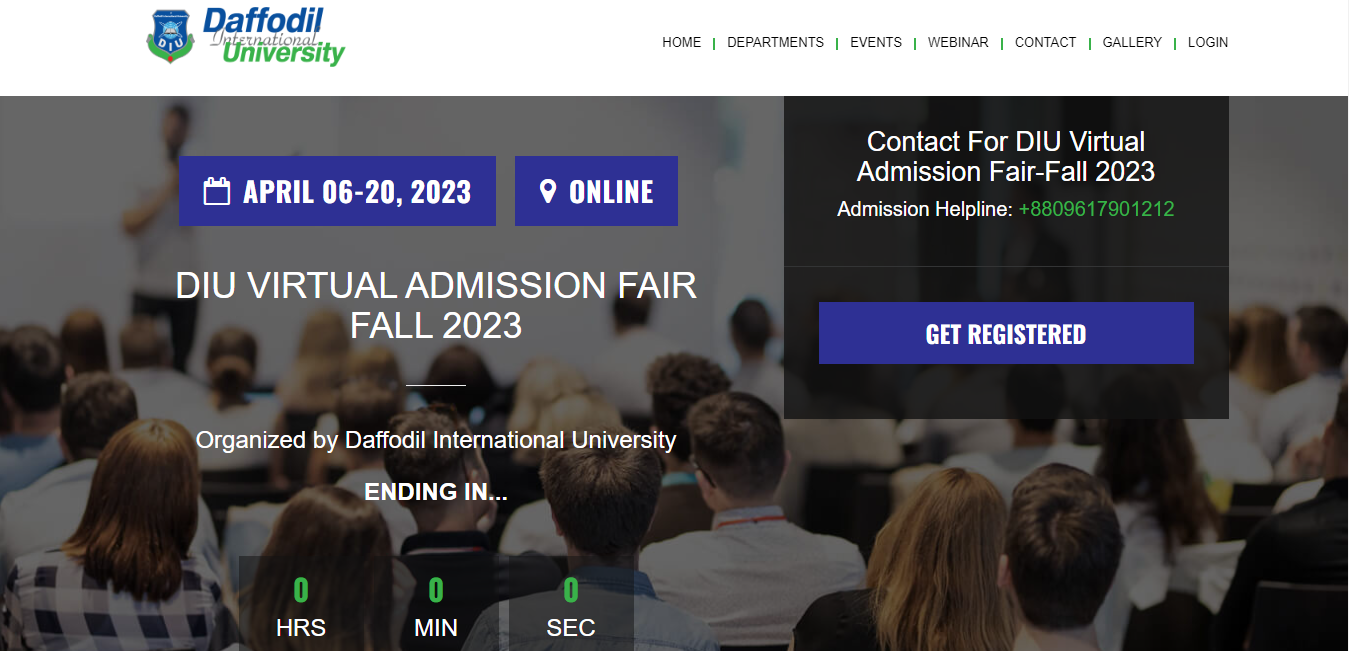 DIU
Daffodil
International
University
HOME | DEPARTMENTS | EVENTS | WEBINAR | CONTACT | GALLERY | LOGIN
APRIL 06-20, 2023
ONLINE
DIU VIRTUAL ADMISSION FAIR
FALL 2023
Organized by Daffodil International University
ENDING IN...
0 0 0
HRS MIN SEC
Contact For DIU Virtual
Admission Fair-Fall 2023
Admission Helpline: +8809617901212
GET REGISTERED